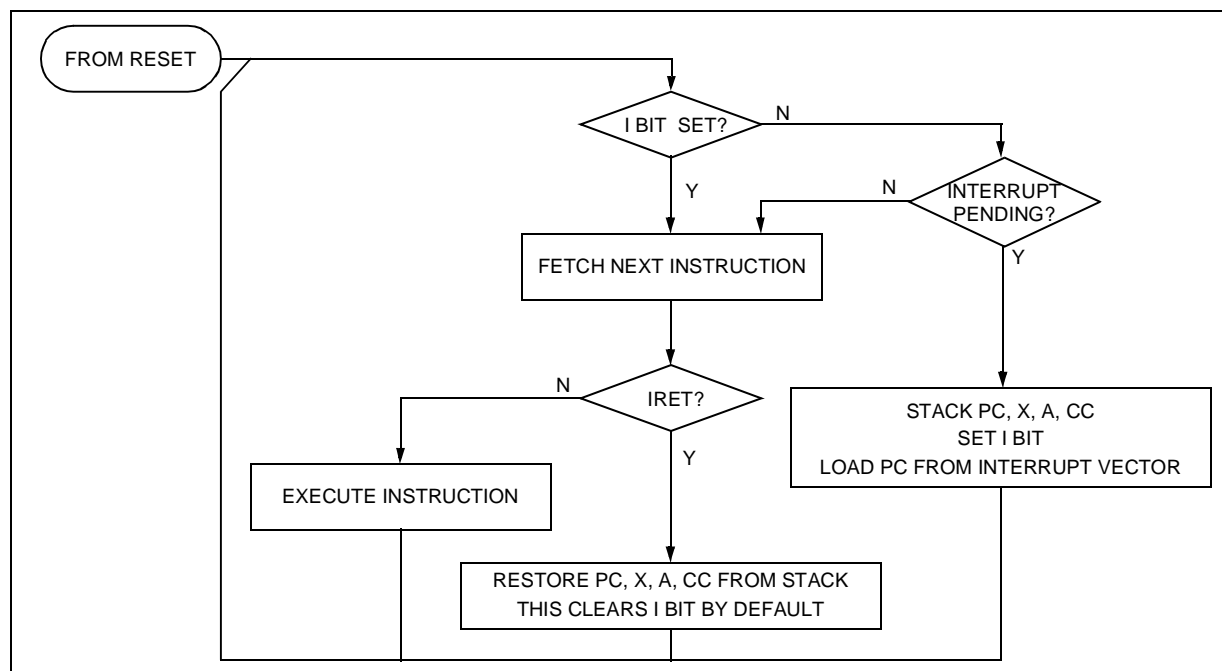 FROM RESET
I BIT SET?
N
Y
N
INTERRUPT
PENDING?
Y
FETCH NEXT INSTRUCTION
N
IRET?
Y
STACK PC, X, A, CC
SET I BIT
LOAD PC FROM INTERRUPT VECTOR
EXECUTE INSTRUCTION
RESTORE PC, X, A, CC FROM STACK
THIS CLEARS I BIT BY DEFAULT